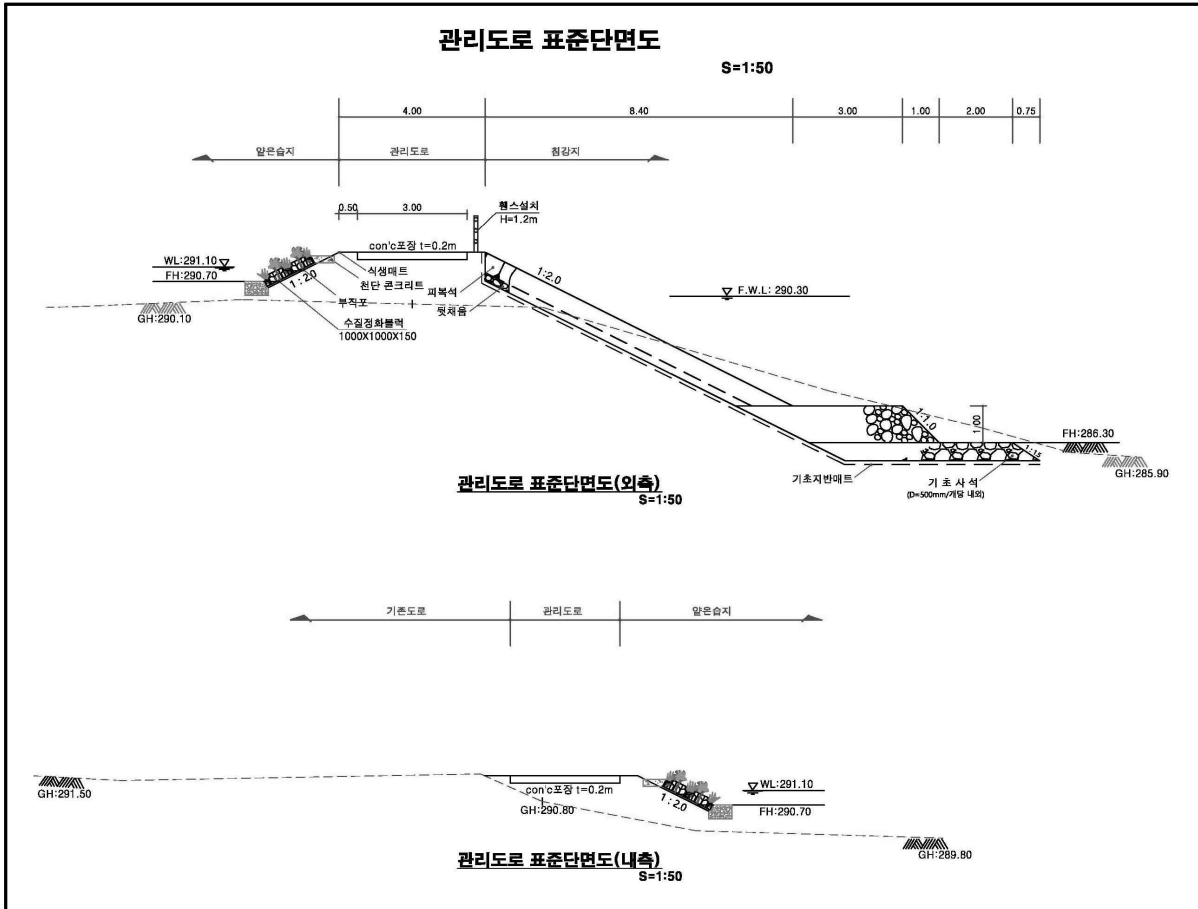 관리도로 표준단면도
S=1:50
4.00
8.40
3.00
1.00
2.00
0.75
얕은습지
관리도로
침강지
0.50
3.00
휀스설치
H=1.2m
con'c포장 t=0.2m
WL:291.10
FH:290.70
1:2.0
식생매트
천단 콘크리트
피복석
1:2.0
F.W.L: 290.30
부직포
뒷채움
GH:290.10
수질정화블럭
1000X1000X150
1:1.0
1.00
FH:286.30
1:1.5
GH:285.90
기초지반매트
기 초 사 석
(D=500mm/개당 내외)
관리도로 표준단면도(외측)
S=1:50
기존도로
관리도로
얕은습지
GH:291.50
con'c포장 t=0.2m
GH:290.80
1:2.0
WL:291.10
FH:290.70
GH:289.80
관리도로 표준단면도(내측)
S=1:50